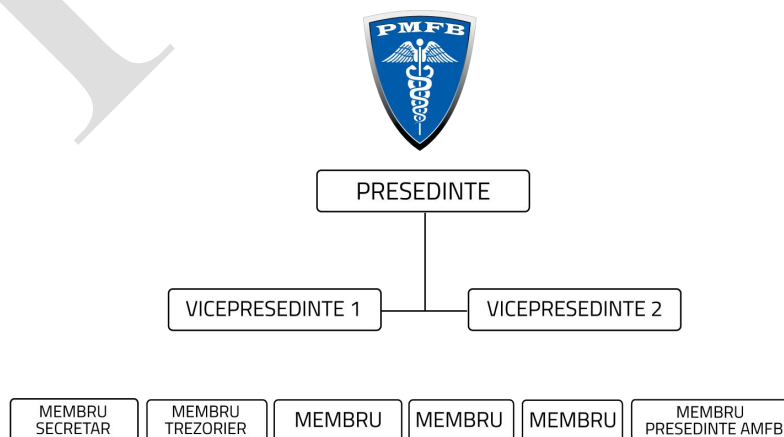 PMFB
PRESEDINTE
VICEPRESEDINTE 1
VICEPRESEDINTE 2
MEMBRU
SECRETAR
MEMBRU
TREZORIER
MEMBRU
MEMBRU
MEMBRU
MEMBRU
PRESEDINTE AMFB